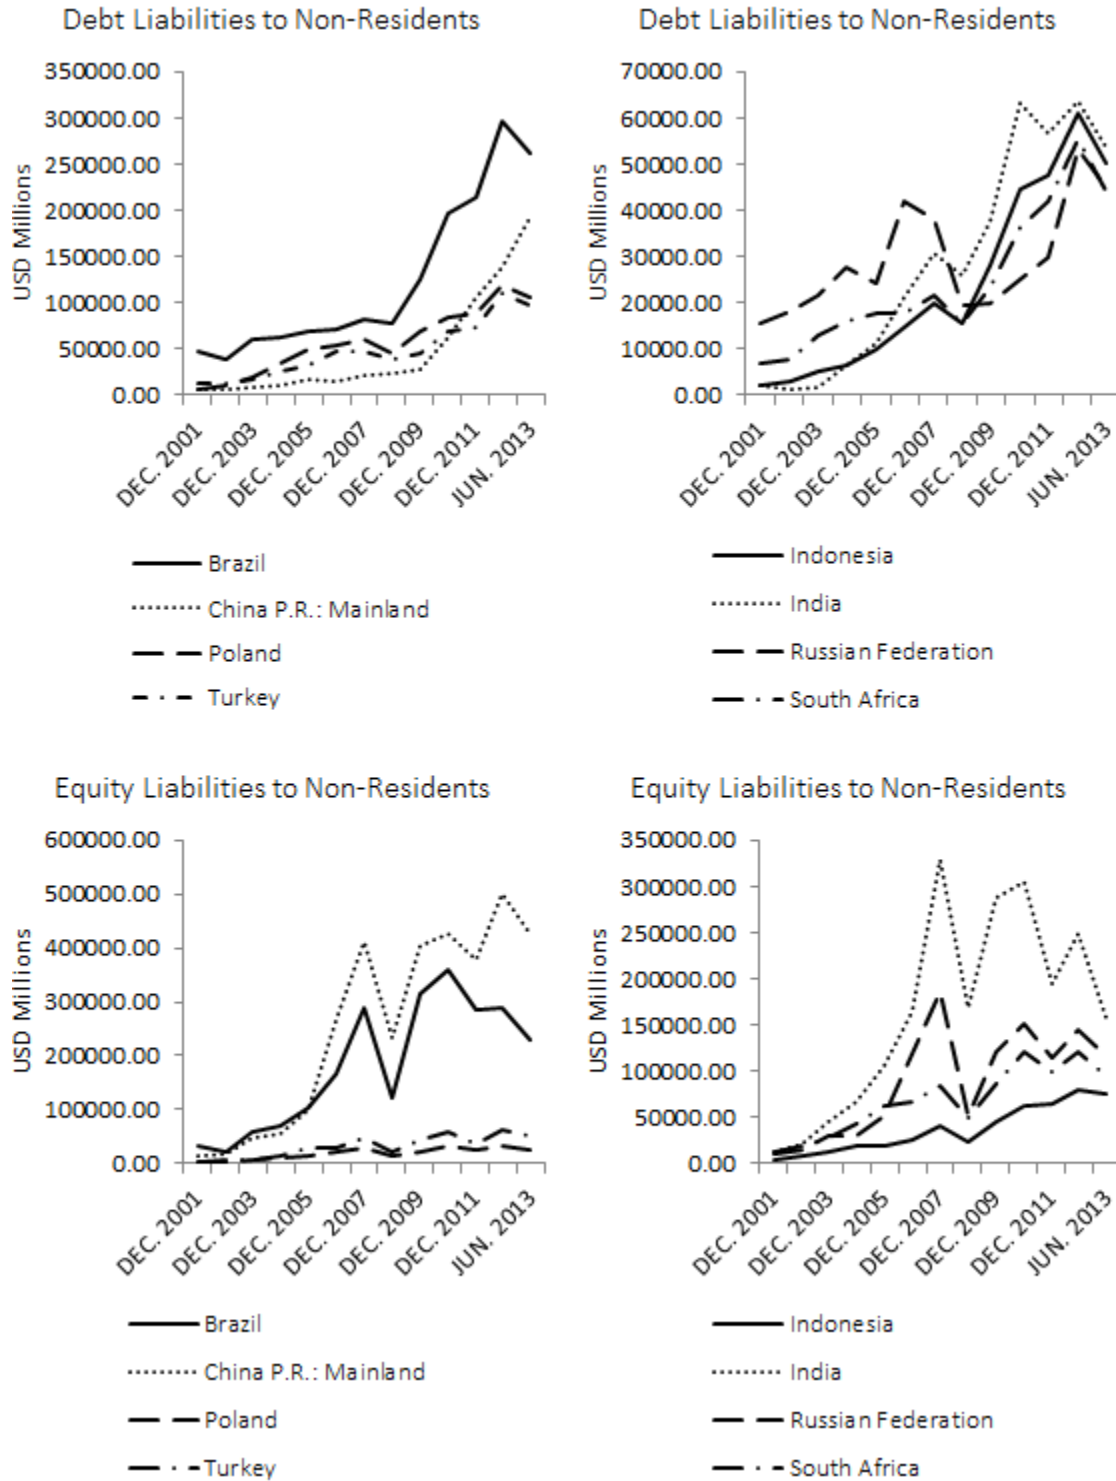 Debt Liabilities to Non-Residents
350000.00
300000.00
250000.00
200000.00
150000.00
100000.00
50000.00
0.00
USD Millions
DEC. 2001
DEC. 2003
DEC. 2005
DEC. 2007
DEC. 2009
DEC. 2011
JUN. 2013
Brazil
China P.R.: Mainland
Poland
Turkey
Debt Liabilities to Non-Residents
70000.00
60000.00
50000.00
40000.00
30000.00
20000.00
10000.00
0.00
USD Millions
DEC. 2001
DEC. 2003
DEC. 2005
DEC. 2007
DEC. 2009
DEC. 2011
JUN. 2013
Indonesia
India
Russian Federation
South Africa
Equity Liabilities to Non-Residents
600000.00
500000.00
400000.00
300000.00
200000.00
100000.00
0.00
USD Millions
DEC. 2001
DEC. 2003
DEC. 2005
DEC. 2007
DEC. 2009
DEC. 2011
JUN. 2013
Brazil
China P.R.: Mainland
Poland
Turkey
Equity Liabilities to Non-Residents
350000.00
300000.00
250000.00
200000.00
150000.00
100000.00
50000.00
0.00
USD Millions
DEC. 2001
DEC. 2003
DEC. 2005
DEC. 2007
DEC. 2009
DEC. 2011
JUN. 2013
Indonesia
India
Russian Federation
South Africa